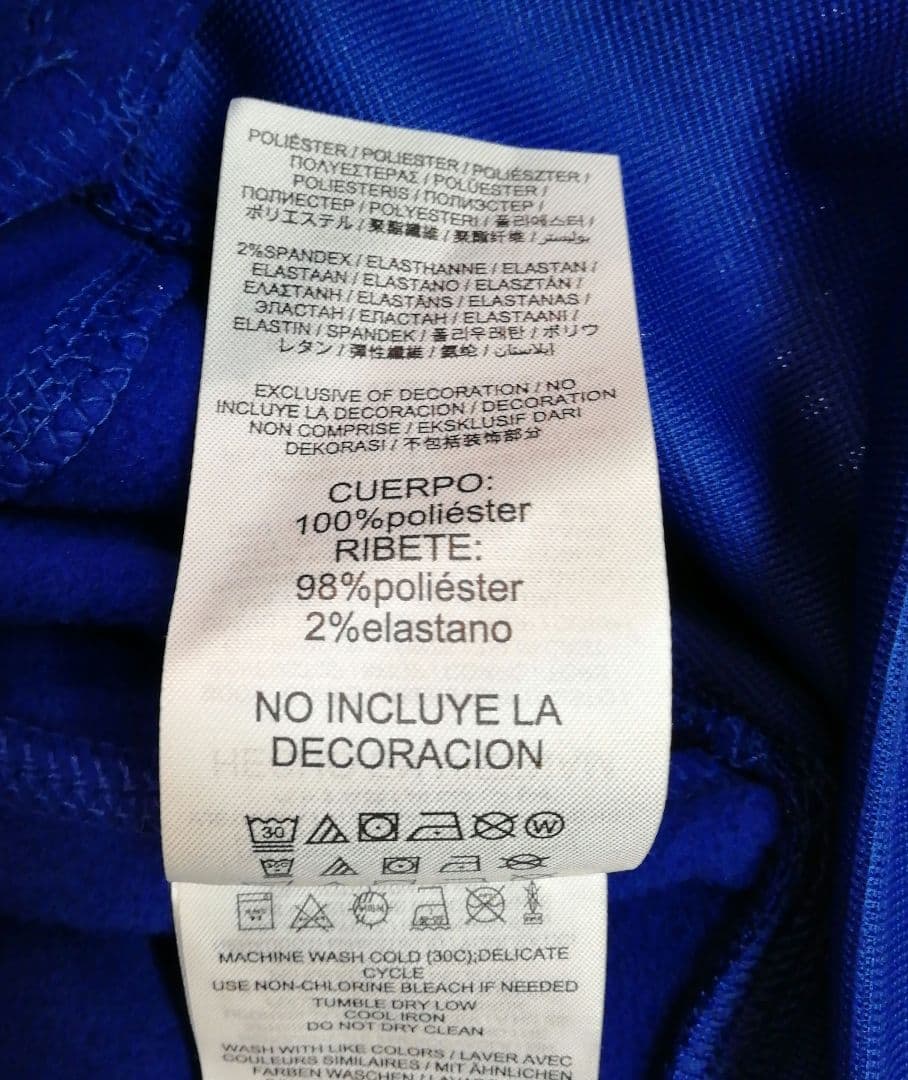 POLIÉSTER / POLIESTER / POLIÉSZTER /
ΠΟΛΥΕΣΤΕΡΑΣ / POLÜESTER /
POLIESTERIS / ПОЛИЭСТЕР /
ПОЛИЕСТЕР / POLYESTERI / 폴리에스터 /
ポリエステル / 聚酯纖維 / 聚酯纤维 / بوليستر
2%SPANDEX / ELASTHANNE / ELASTAN /
ELASTAAN / ELASTANO / ELASZTÁN /
ΕΛΑΣΤΑΝΗ / ELASTĀNS / ELASTANAS /
ЭЛАСТАН / ЕЛАСТАН / ELASTAANI /
ELASTIN / SPANDEK / 폴리우레탄 / ポリウ
レタン / 彈性纖維 / 氨纶 / ايلاستان
EXCLUSIVE OF DECORATION / NO
INCLUYE LA DECORACION / DECORATION
NON COMPRISE / EKSKLUSIF DARI
DEKORASI / 不包括装饰部分
CUERPO:
100%poliéster
RIBETE:
98%poliéster
2%elastano
NO INCLUYE LA
DECORACION
30 W
MACHINE WASH COLD (30C);DELICATE
CYCLE
USE NON-CHLORINE BLEACH IF NEEDED
TUMBLE DRY LOW
COOL IRON
DO NOT DRY CLEAN
WASH WITH LIKE COLORS / LAVER AVEC
COULEURS SIMILAIRES / MIT ÄHNLICHEN
FARBEN WASCHEN /